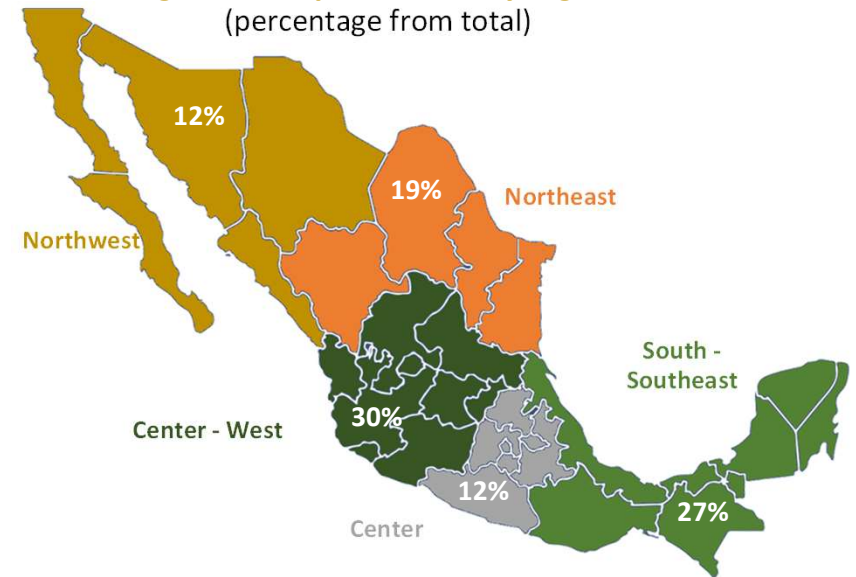 (percentage from total)
12%
19%
Northeast
Northwest
South -
Southeast
30%
Center - West
12%
27%
Center